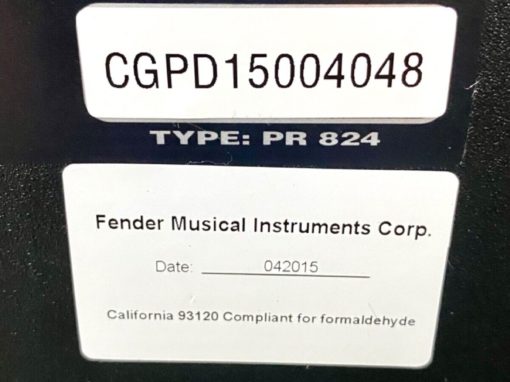 CGPD15004048
TYPE: PR 824
Fender Musical Instruments Corp.
Date: 042015
California 93120 Compliant for formaldehyde